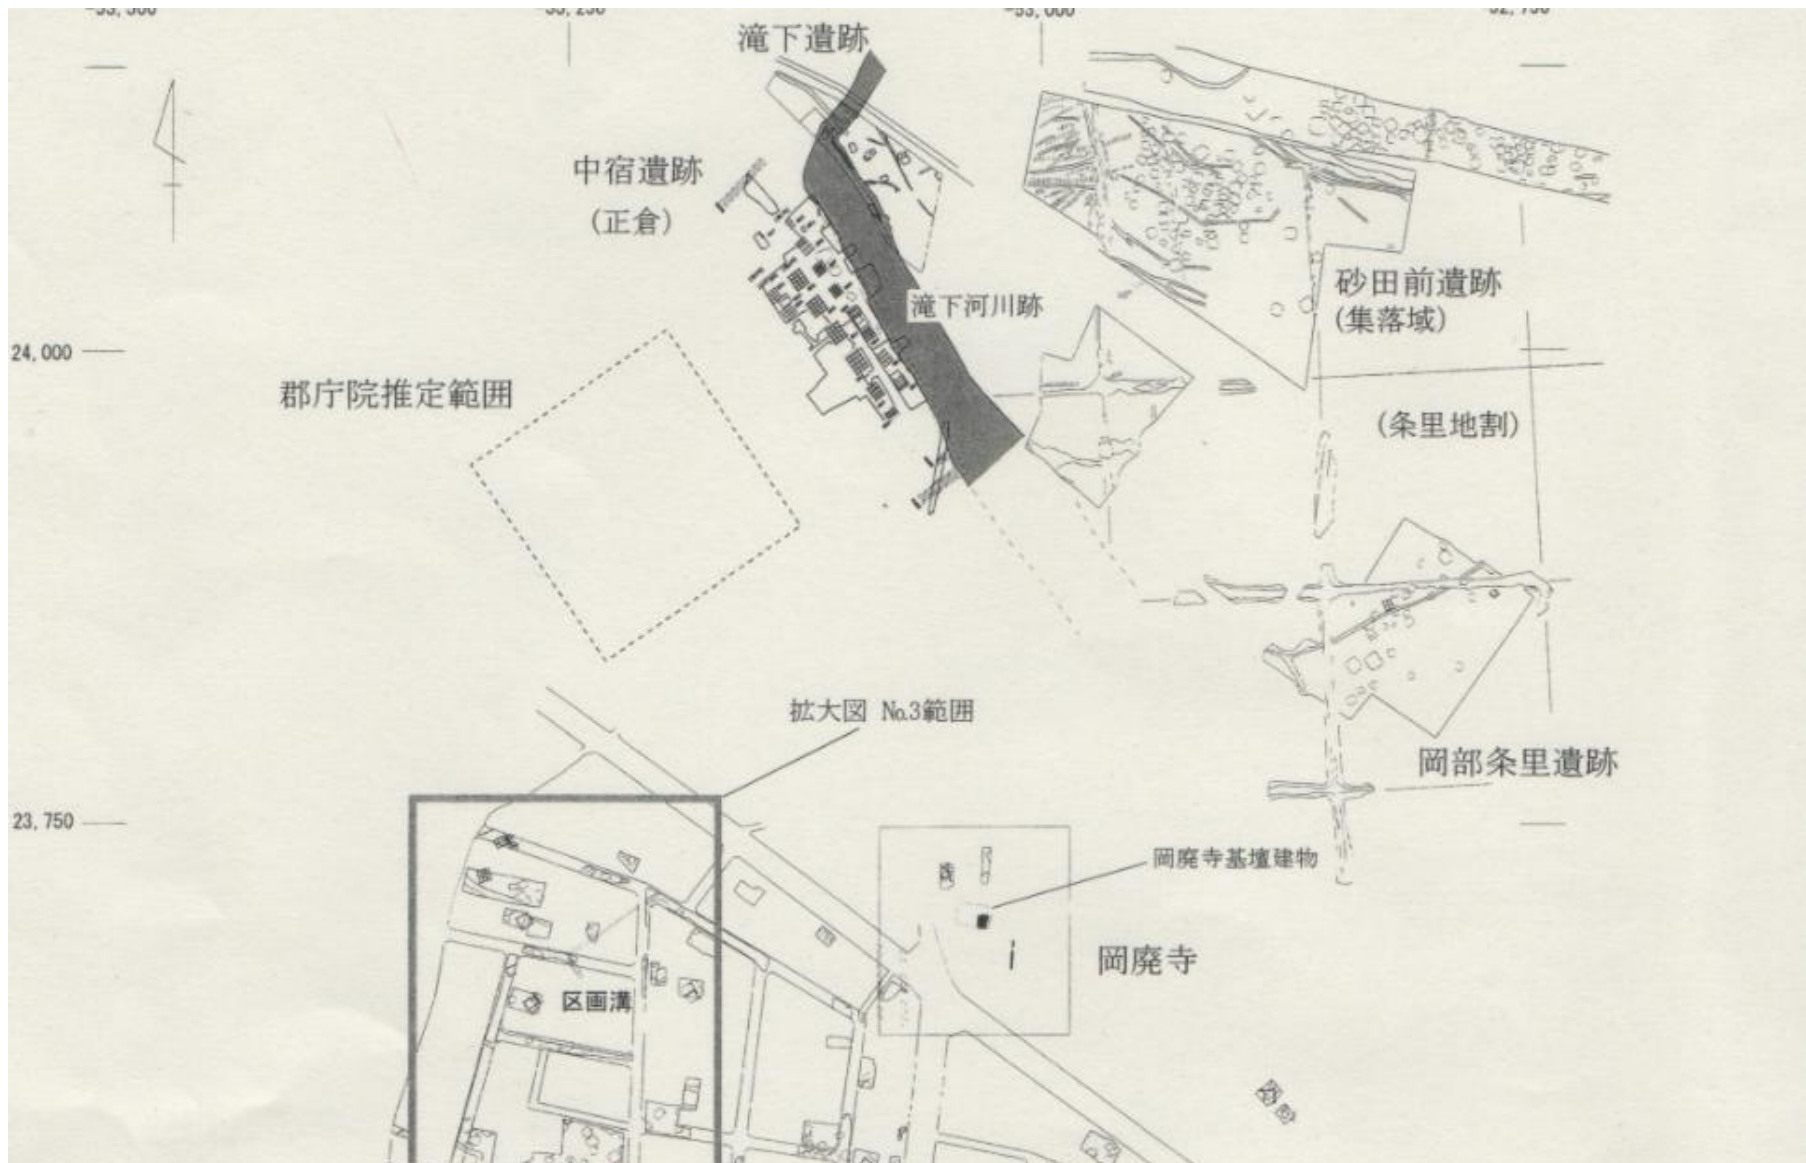 滝下遺跡
中宿遺跡
(正倉)
滝下河川跡
砂田前遺跡
(集落域)
24,000
郡庁院推定範囲
(条里地割)
拡大図 No.3範囲
岡部条里遺跡
23,750
岡廃寺基壇建物
岡廃寺
区画溝